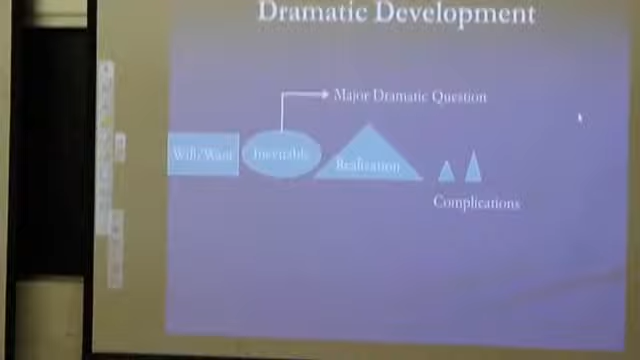 Dramatic Development
Major Dramatic Question
Will/Want
Inevitable
Realization
Complications